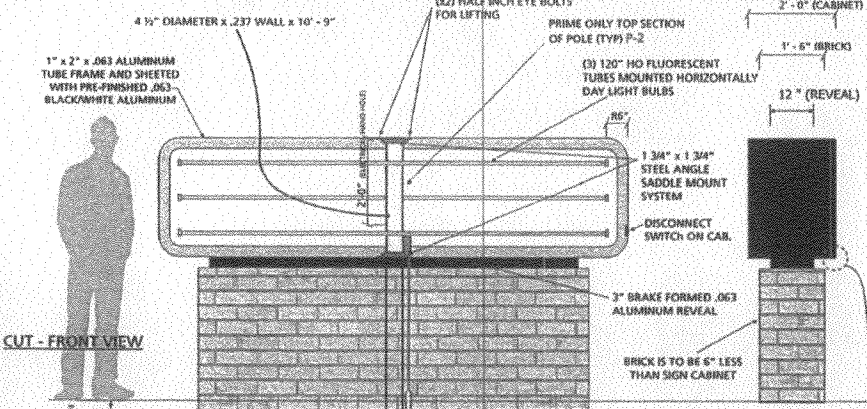 (x2) HALF INCH EYE BOLTS
FOR LIFTING
2' - 0" (CABINET)
4 ½" DIAMETER x .237 WALL x 10' - 9"
PRIME ONLY TOP SECTION
OF POLE (TYP) P-2
1' - 6" (BRICK)
1" x 2" x .063 ALUMINUM
TUBE FRAME AND SHEETED
WITH PRE-FINISHED .063
BLACK/WHITE ALUMINUM
(3) 120" HO FLUORESCENT
TUBES MOUNTED HORIZONTALLY
DAY LIGHT BULBS
12 " (REVEAL)
R6"
2'-0" ELECTRICAL HAND HOLE)
1 3/4" x 1 3/4"
STEEL ANGLE
SADDLE MOUNT
SYSTEM
DISCONNECT
SWITCh ON CAB.
3" BRAKE FORMED .063
ALUMINUM REVEAL
CUT - FRONT VIEW
BRICK IS TO BE 6" LESS
THAN SIGN CABINET